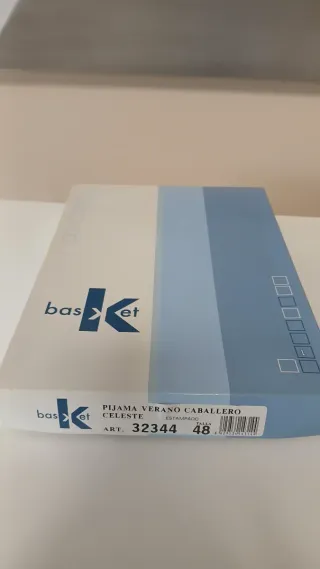 basKet
basKet
PIJAMA VERANO CABALLERO
CELESTE ESTAMPADO TALLA
ART. 32344 48